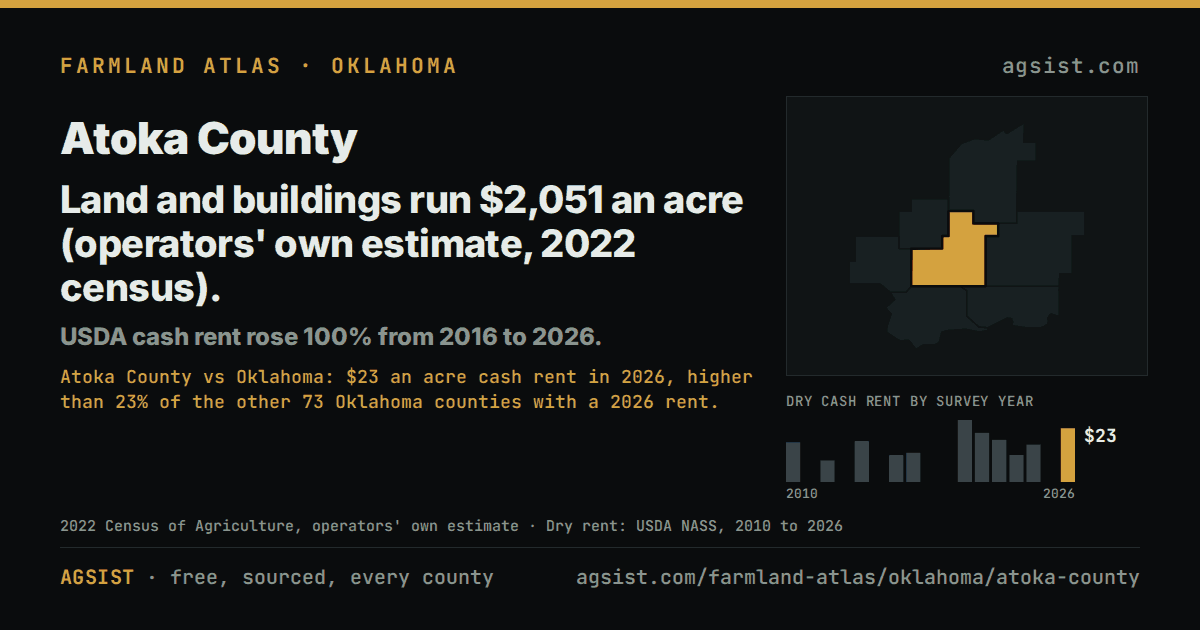 FARMLAND ATLAS · OKLAHOMA
agsist.com
Atoka County
Land and buildings run $2,051 an acre
(operators' own estimate, 2022
census).
USDA cash rent rose 100% from 2016 to 2026.
Atoka County vs Oklahoma: $23 an acre cash rent in 2026, higher
than 23% of the other 73 Oklahoma counties with a 2026 rent.
DRY CASH RENT BY SURVEY YEAR
$23
2010
2026
2022 Census of Agriculture, operators' own estimate · Dry rent: USDA NASS, 2010 to 2026
AGSIST · free, sourced, every county
agsist.com/farmland-atlas/oklahoma/atoka-county